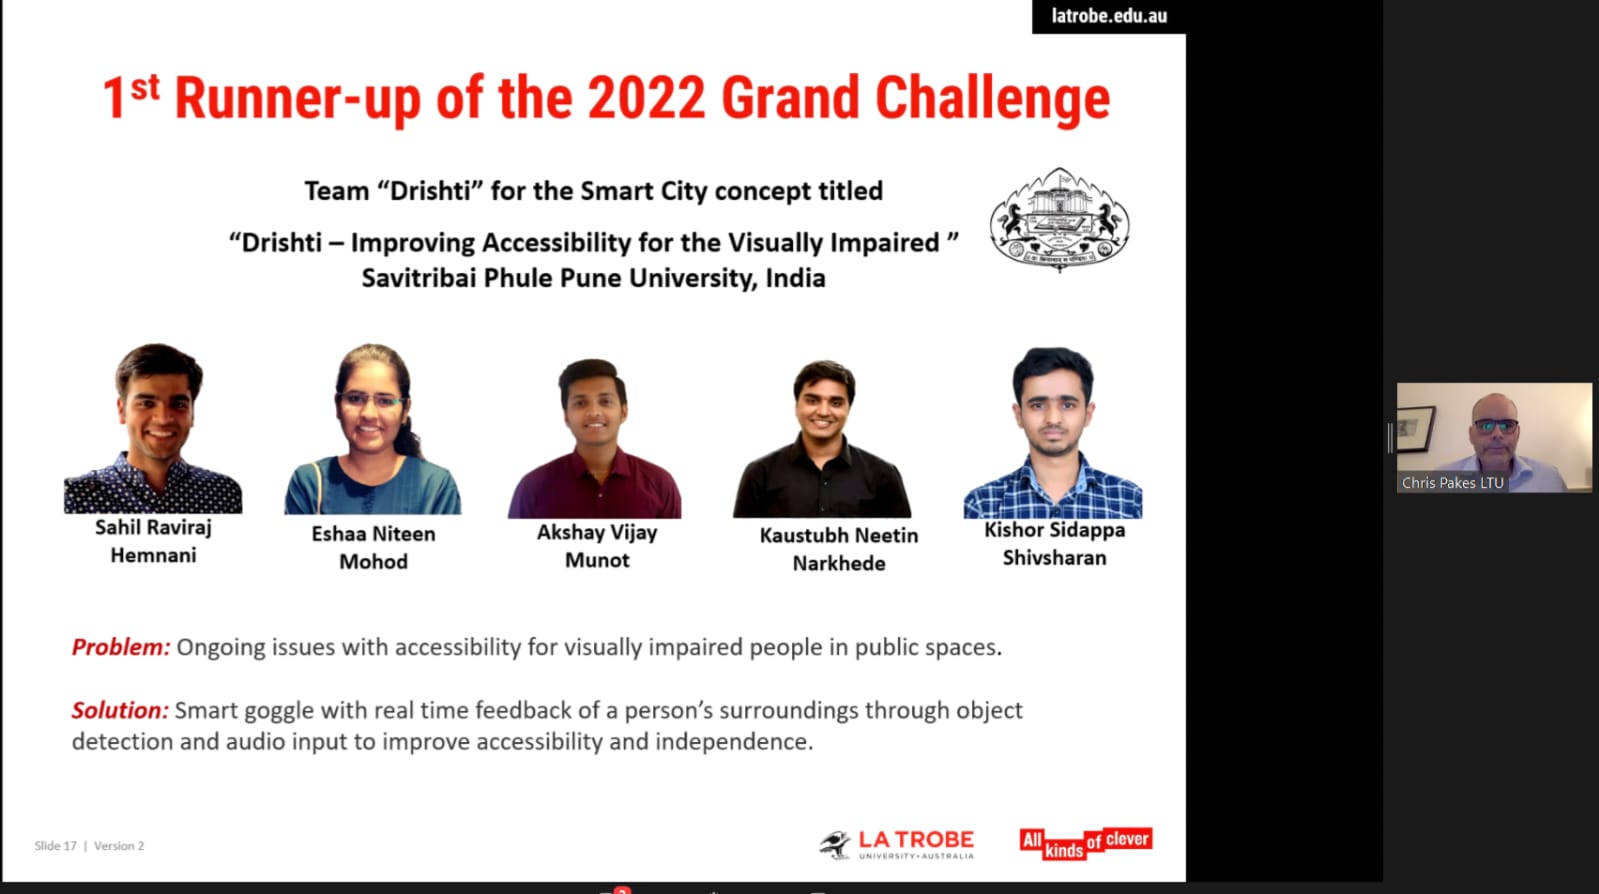 latrobe.edu.au
1st Runner-up of the 2022 Grand Challenge
Team “Drishti” for the Smart City concept titled
“Drishti – Improving Accessibility for the Visually Impaired ”
Savitribai Phule Pune University, India
Sahil Raviraj
Hemnani
Eshaa Niteen
Mohod
Akshay Vijay
Munot
Kaustubh Neetin
Narkhede
Kishor Sidappa
Shivsharan
Chris Pakes LTU
Problem: Ongoing issues with accessibility for visually impaired people in public spaces.
Solution: Smart goggle with real time feedback of a person’s surroundings through object
detection and audio input to improve accessibility and independence.
Slide 17 | Version 2
LA TROBE
UNIVERSITY • AUSTRALIA
All kinds of clever